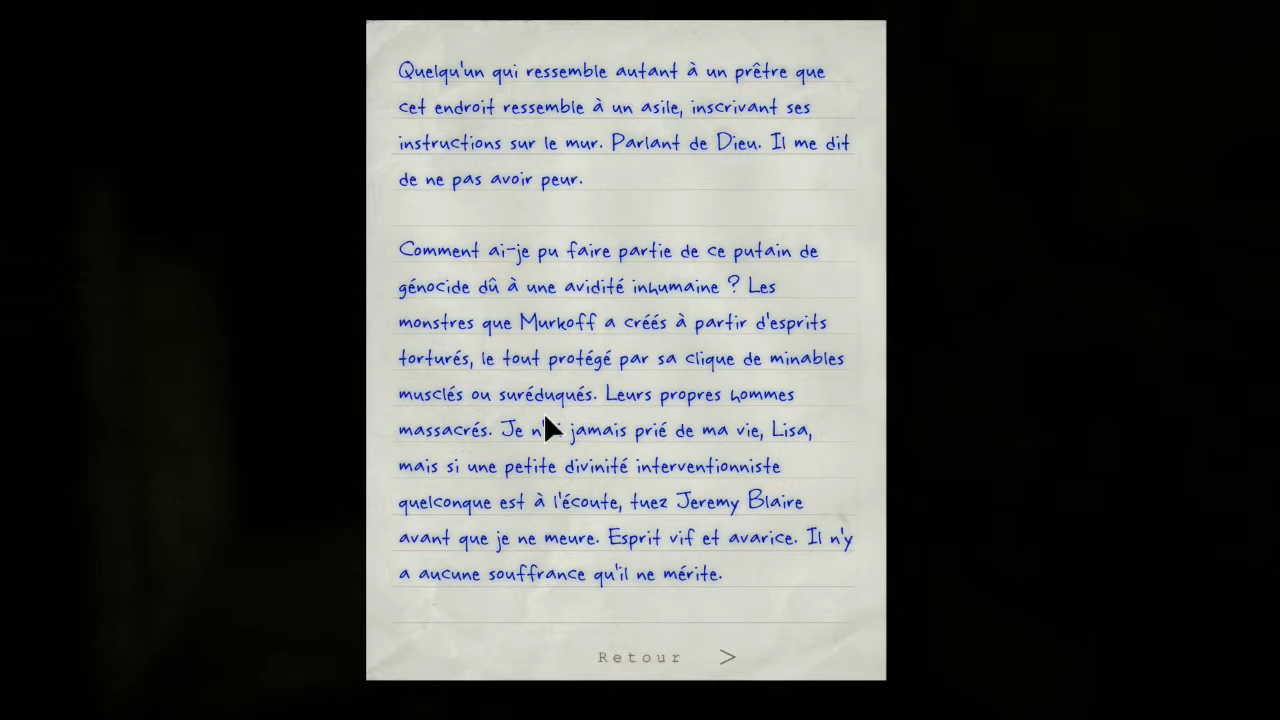 Quelqu'un qui ressemble autant à un prêtre que
cet endroit ressemble à un asile, inscrivant ses
instructions sur le mur. Parlant de Dieu. Il me dit
de ne pas avoir peur.
Comment ai-je pu faire partie de ce putain de
génocide dû à une avidité inhumaine ? Les
monstres que Murkoff a créés à partir d'esprits
torturés, le tout protégé par sa clique de minables
musclés ou suréduqués. Leurs propres hommes
massacrés. Je n'ai jamais prié de ma vie, Lisa,
mais si une petite divinité interventionniste
quelconque est à l'écoute, tuez Jeremy Blaire
avant que je ne meure. Esprit vif et avarice. Il n'y
a aucune souffrance qu'il ne mérite.
Retour >